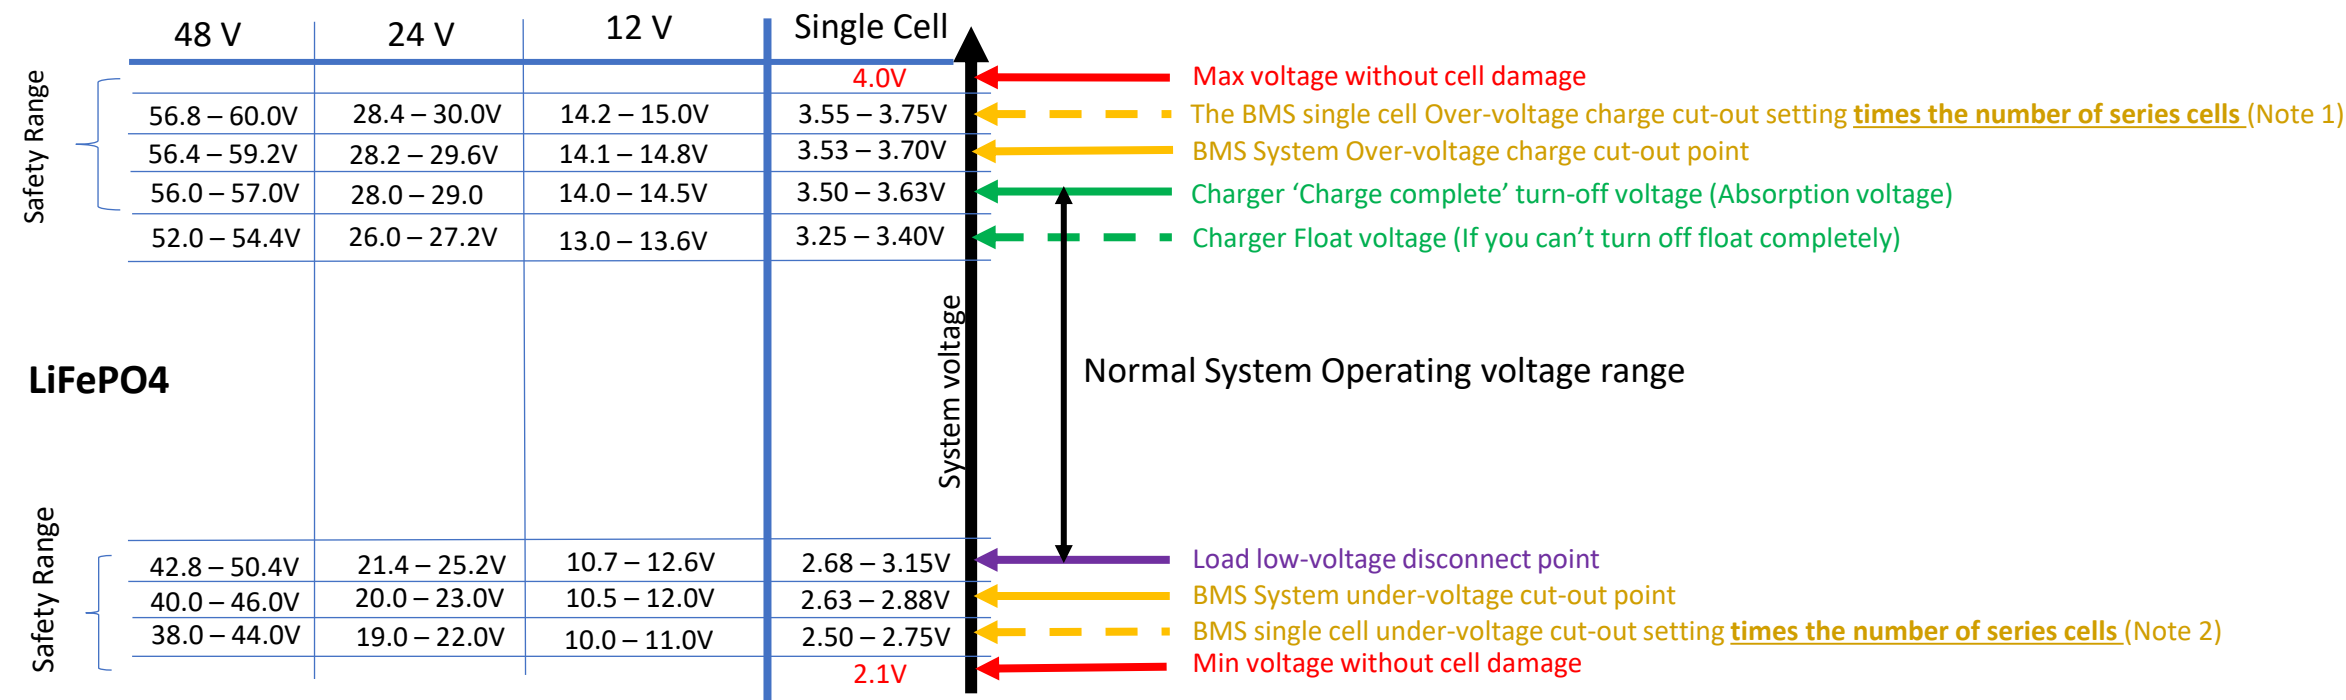 48 V 24 V 12 V Single Cell
Safety Range
4.0V Max voltage without cell damage
56.8 – 60.0V 28.4 – 30.0V 14.2 – 15.0V 3.55 – 3.75V The BMS single cell Over-voltage charge cut-out setting times the number of series cells (Note 1)
56.4 – 59.2V 28.2 – 29.6V 14.1 – 14.8V 3.53 – 3.70V BMS System Over-voltage charge cut-out point
56.0 – 57.0V 28.0 – 29.0 14.0 – 14.5V 3.50 – 3.63V Charger ‘Charge complete’ turn-off voltage (Absorption voltage)
52.0 – 54.4V 26.0 – 27.2V 13.0 – 13.6V 3.25 – 3.40V Charger Float voltage (If you can’t turn off float completely)
System voltage
LiFePO4 Normal System Operating voltage range
Safety Range
42.8 – 50.4V 21.4 – 25.2V 10.7 – 12.6V 2.68 – 3.15V Load low-voltage disconnect point
40.0 – 46.0V 20.0 – 23.0V 10.5 – 12.0V 2.63 – 2.88V BMS System under-voltage cut-out point
38.0 – 44.0V 19.0 – 22.0V 10.0 – 11.0V 2.50 – 2.75V BMS single cell under-voltage cut-out setting times the number of series cells (Note 2)
2.1V Min voltage without cell damage